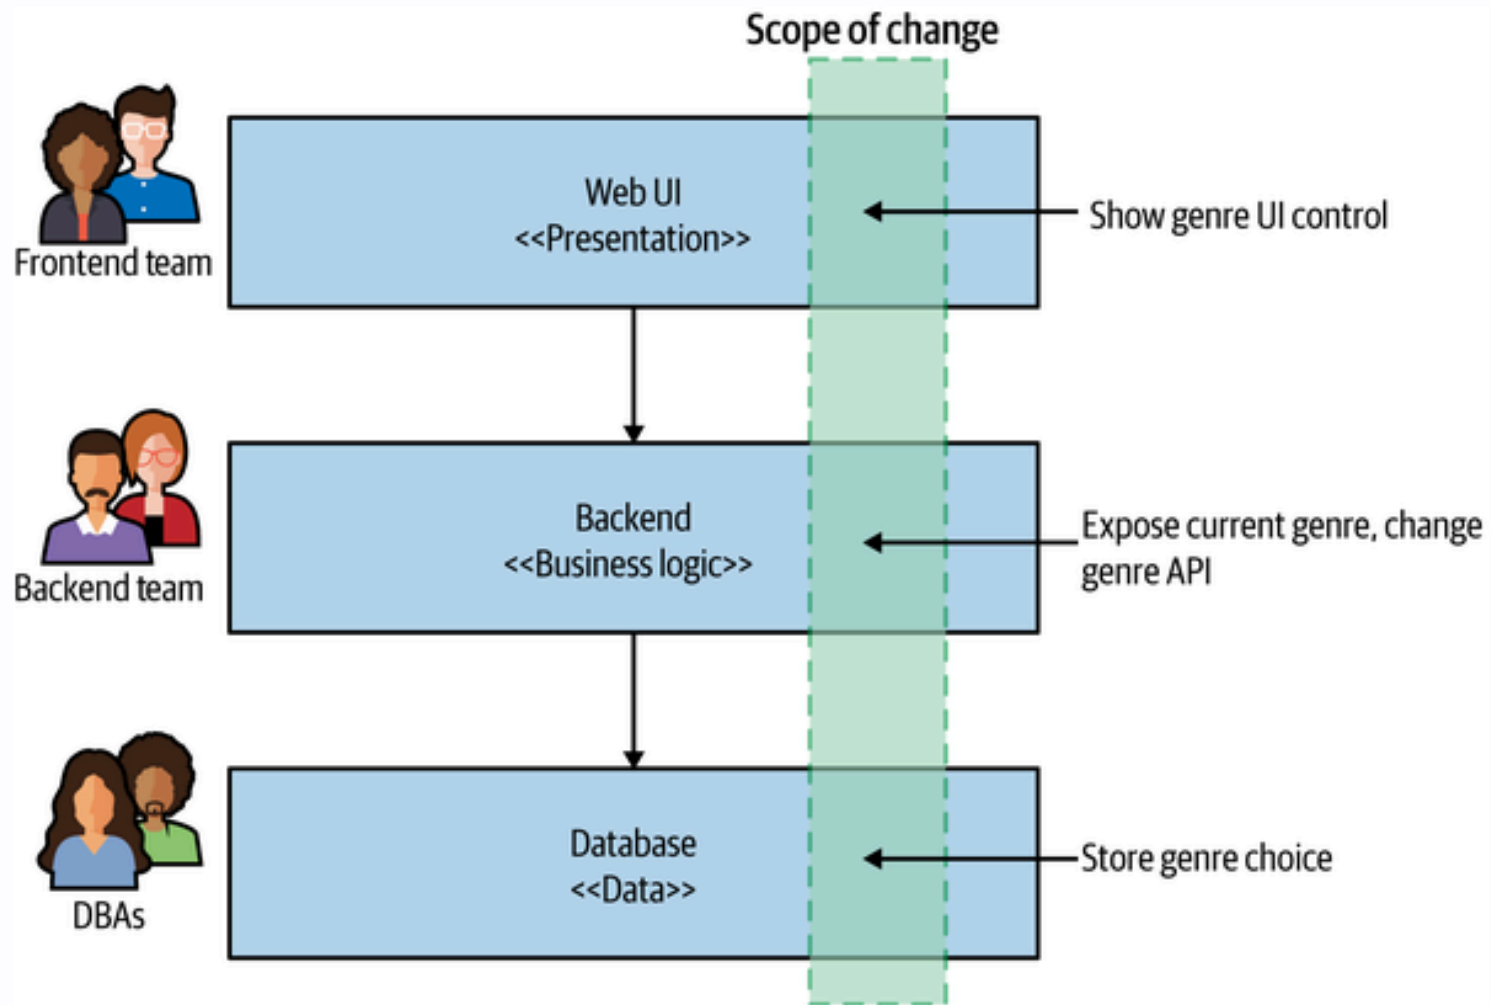 Scope of change
Frontend team
Web UI
<<Presentation>>
Show genre UI control
Backend team
Backend
<<Business logic>>
Expose current genre, change
genre API
DBAs
Database
<<Data>>
Store genre choice